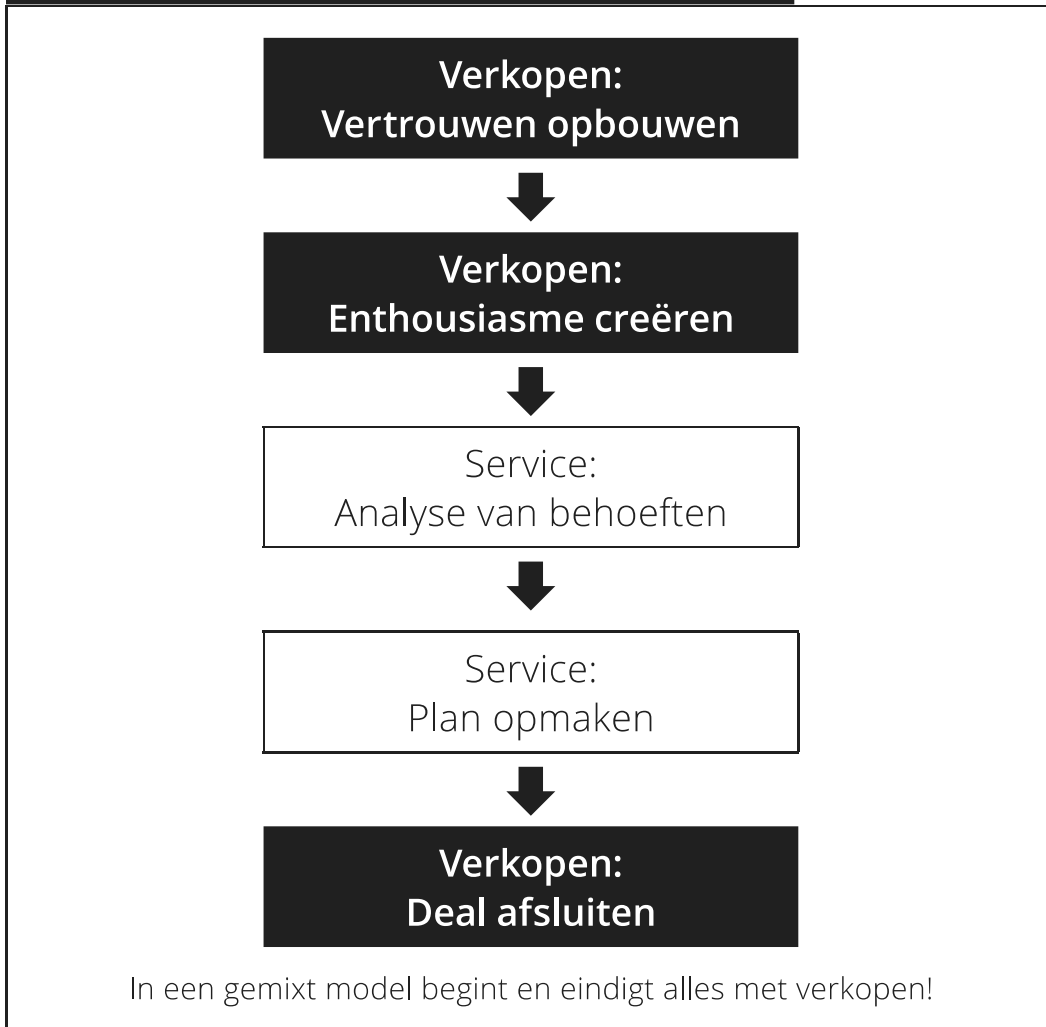 Verkopen:
Vertrouwen opbouwen
Verkopen:
Enthousiasme creëren
Service:
Analyse van behoeften
Service:
Plan opmaken
Verkopen:
Deal afsluiten
In een gemixt model begint en eindigt alles met verkopen!